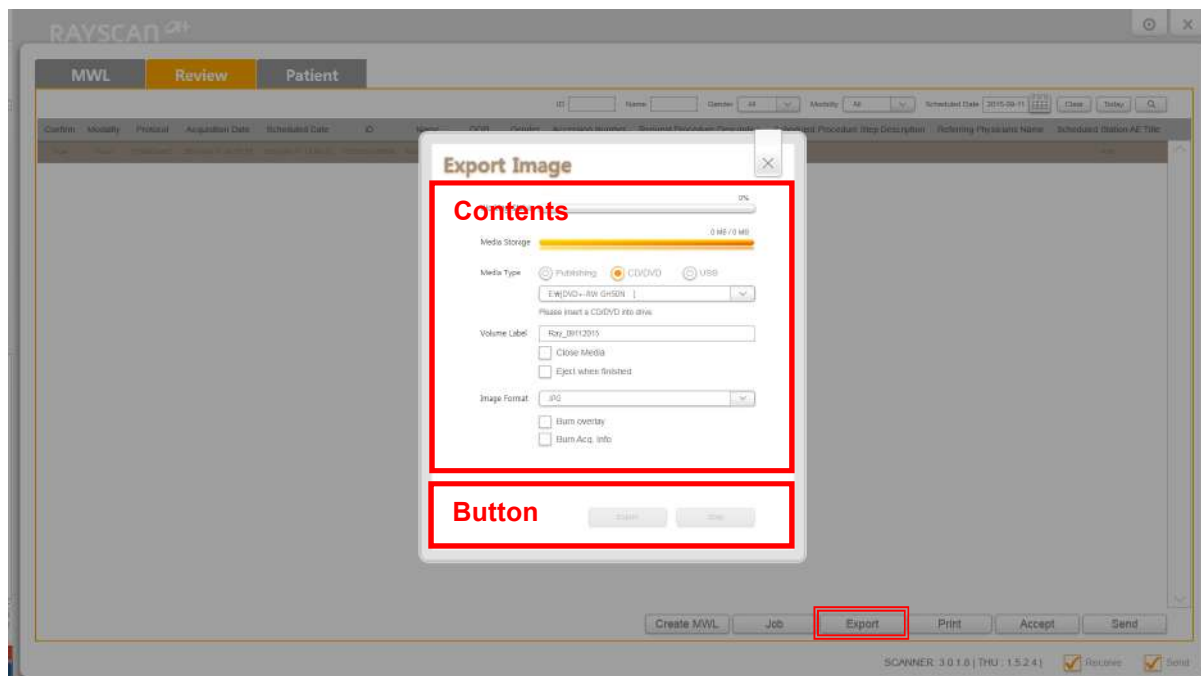 RAYSCAN α+
MWL Review Patient
ID Name Gender All Modality All Scheduled Date 2015-09-11 Clear Today
Confirm Modality Protocol Acquisition Date Scheduled Date ID Name DOB Gender Accession Number Step Description Referring Physicians Name Scheduled Station AE Title
Export Image
Contents
0%
0 MB / 0 MB
Media Storage
Media Type Publishing CD/DVD USB
Please insert a CD/DVD into drive.
Volume Label Ray_09112015
Close Media
Eject when finished
Image Format JPG
Burn overlay
Burn Acq. Info
Button
Create MWL Job Export Print Accept Send
SCANNER: 3.0.1.8 | THU : 1.5.2.4 | Receive Send